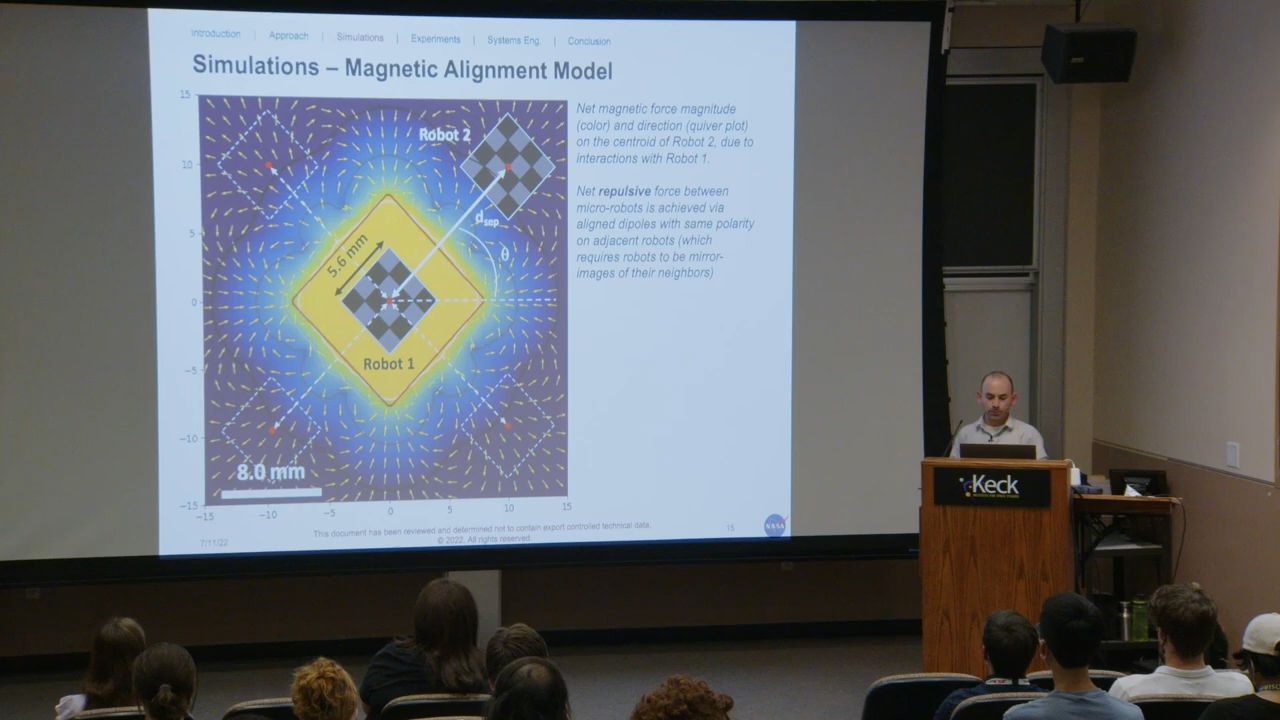 Introduction | Approach | Simulations | Experiments | Systems Eng. | Conclusion
Simulations – Magnetic Alignment Model
Net magnetic force magnitude
(color) and direction (quiver plot)
on the centroid of Robot 2, due to
interactions with Robot 1.
Net repulsive force between
micro-robots is achieved via
aligned dipoles with same polarity
on adjacent robots (which
requires robots to be mirror-
images of their neighbors)
15
10
5
0
−5
−10
−15
Robot 2
dsep
θ
5.6 mm
Robot 1
8.0 mm
−15 −10 −5 0 5 10 15
This document has been reviewed and determined not to contain export controlled technical data.
7/11/22
© 2022. All rights reserved.
15
NASA
Keck